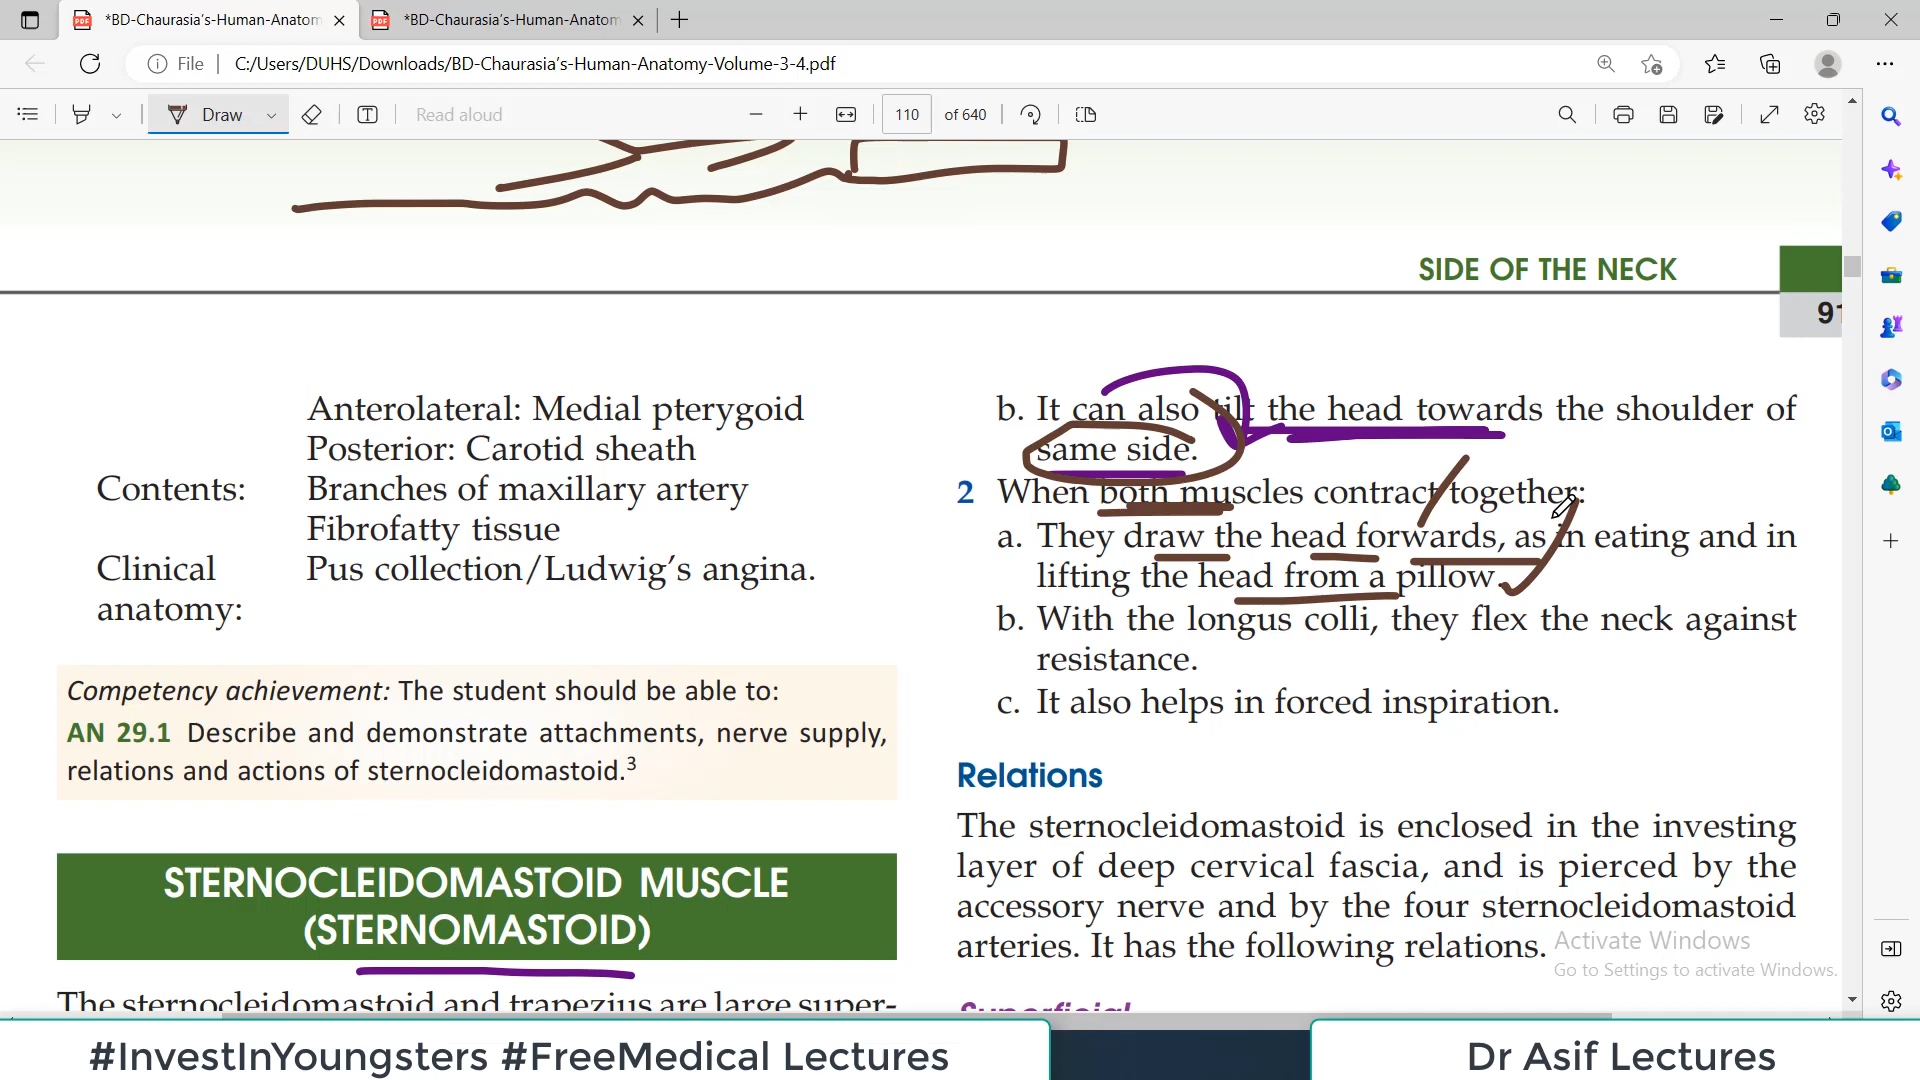 *BD-Chaurasia's-Human-Anatom
*BD-Chaurasia's-Human-Anatom
File
C:/Users/DUHS/Downloads/BD-Chaurasia's-Human-Anatomy-Volume-3-4.pdf
Draw
Read aloud
110 of 640
SIDE OF THE NECK
91
Anterolateral: Medial pterygoid
Posterior: Carotid sheath
Contents: Branches of maxillary artery
Fibrofatty tissue
Clinical Pus collection/Ludwig's angina.
anatomy:
Competency achievement: The student should be able to:
AN 29.1 Describe and demonstrate attachments, nerve supply,
relations and actions of sternocleidomastoid.3
STERNOCLEIDOMASTOID MUSCLE
(STERNOMASTOID)
The sternocleidomastoid and trapezius are large super-
b. It can also tilt the head towards the shoulder of
same side.
2 When both muscles contract together:
a. They draw the head forwards, as in eating and in
lifting the head from a pillow.
b. With the longus colli, they flex the neck against
resistance.
c. It also helps in forced inspiration.
Relations
The sternocleidomastoid is enclosed in the investing
layer of deep cervical fascia, and is pierced by the
accessory nerve and by the four sternocleidomastoid
arteries. It has the following relations.
Superficial
Activate Windows
Go to Settings to activate Windows.
#InvestInYoungsters #FreeMedical Lectures
Dr Asif Lectures